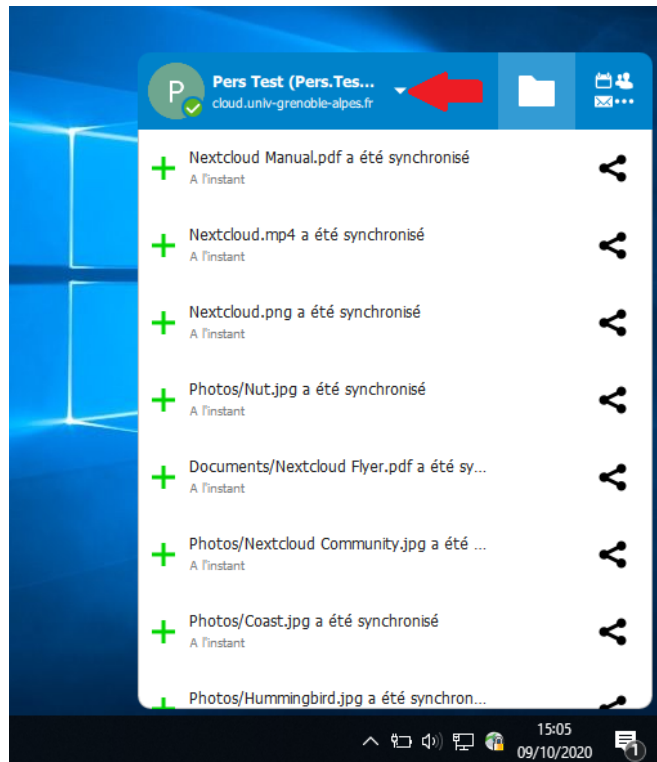 P
Pers Test (Pers.Tes...
cloud.univ-grenoble-alpes.fr
Nextcloud Manual.pdf a été synchronisé
A l'instant
Nextcloud.mp4 a été synchronisé
A l'instant
Nextcloud.png a été synchronisé
A l'instant
Photos/Nut.jpg a été synchronisé
A l'instant
Documents/Nextcloud Flyer.pdf a été sy...
A l'instant
Photos/Nextcloud Community.jpg a été ...
A l'instant
Photos/Coast.jpg a été synchronisé
A l'instant
Photos/Hummingbird.jpg a été synchron...
15:05
09/10/2020
1